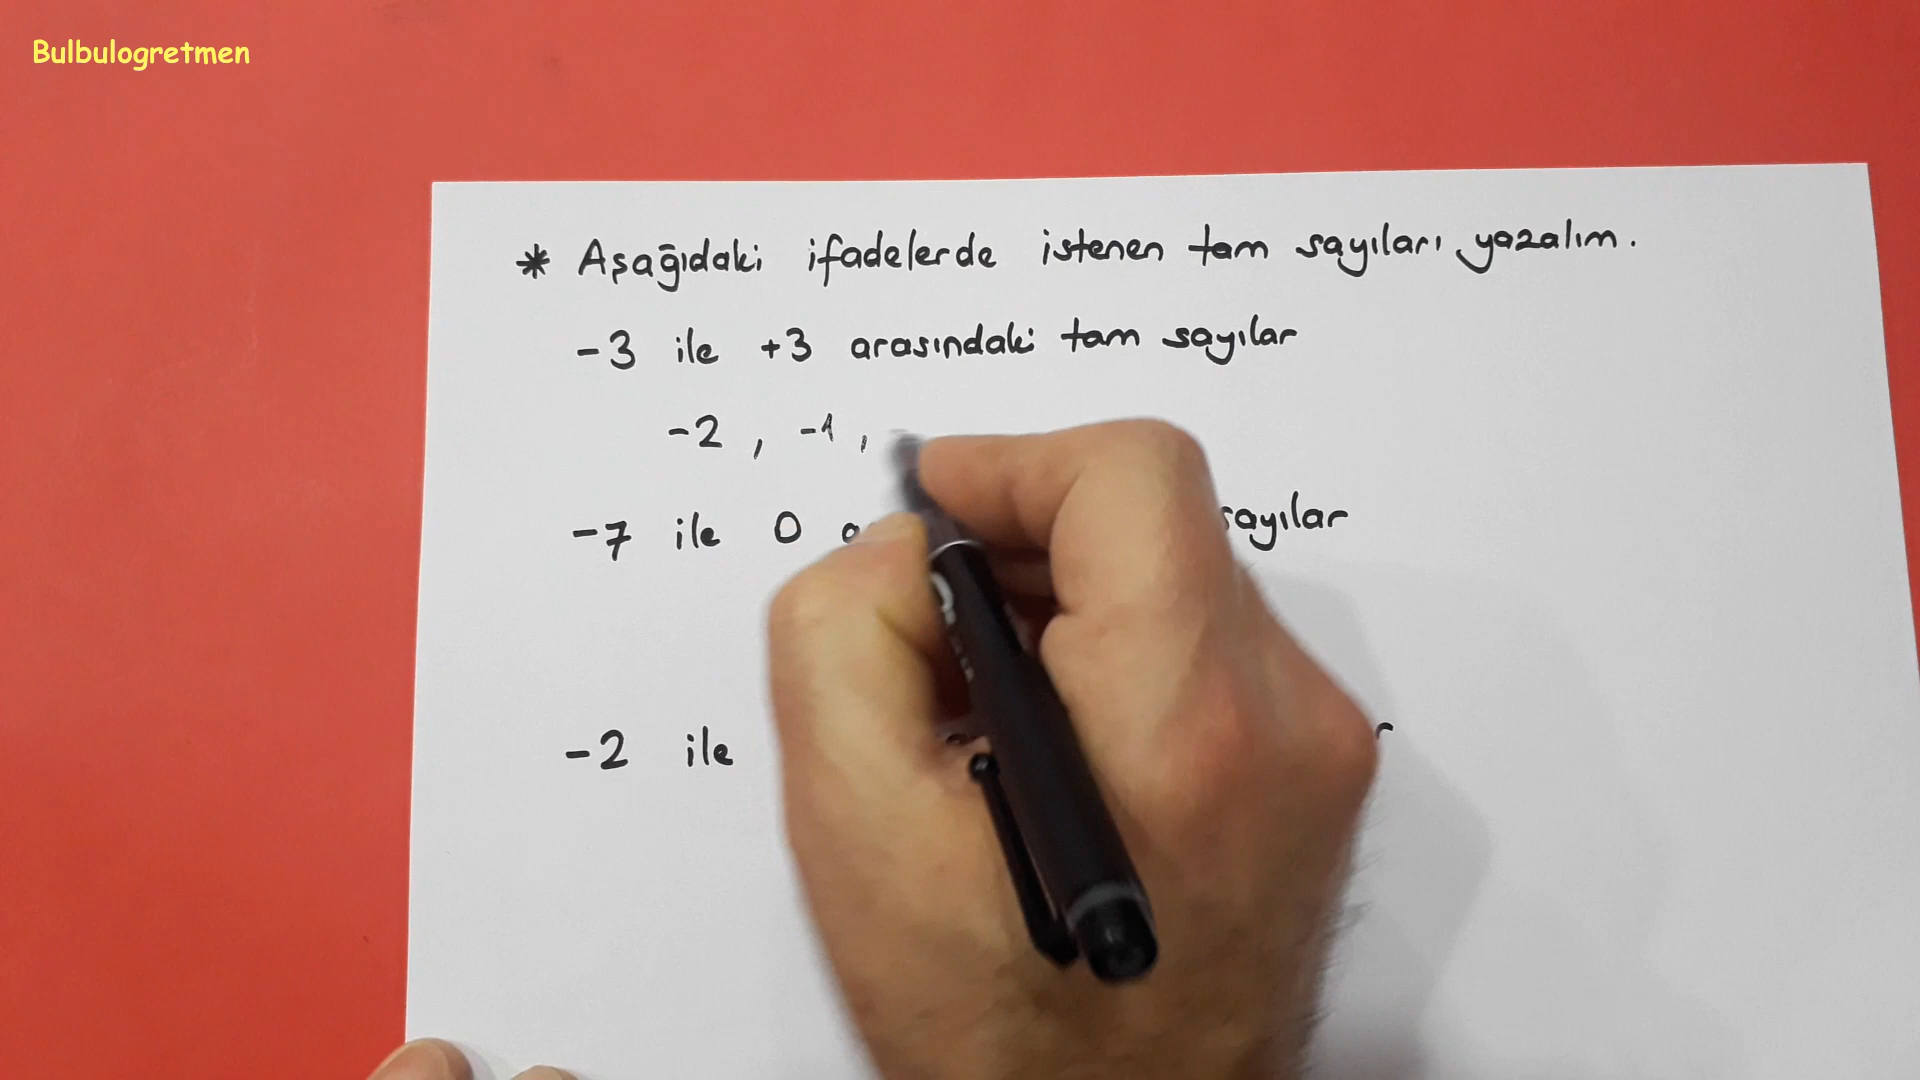 Bulbulogretmen
* Aşağıdaki ifadelerde istenen tam sayıları yazalım.
-3 ile +3 arasındaki tam sayılar
-2 , -1 ,
-7 ile 0 sayılar
-2 ile